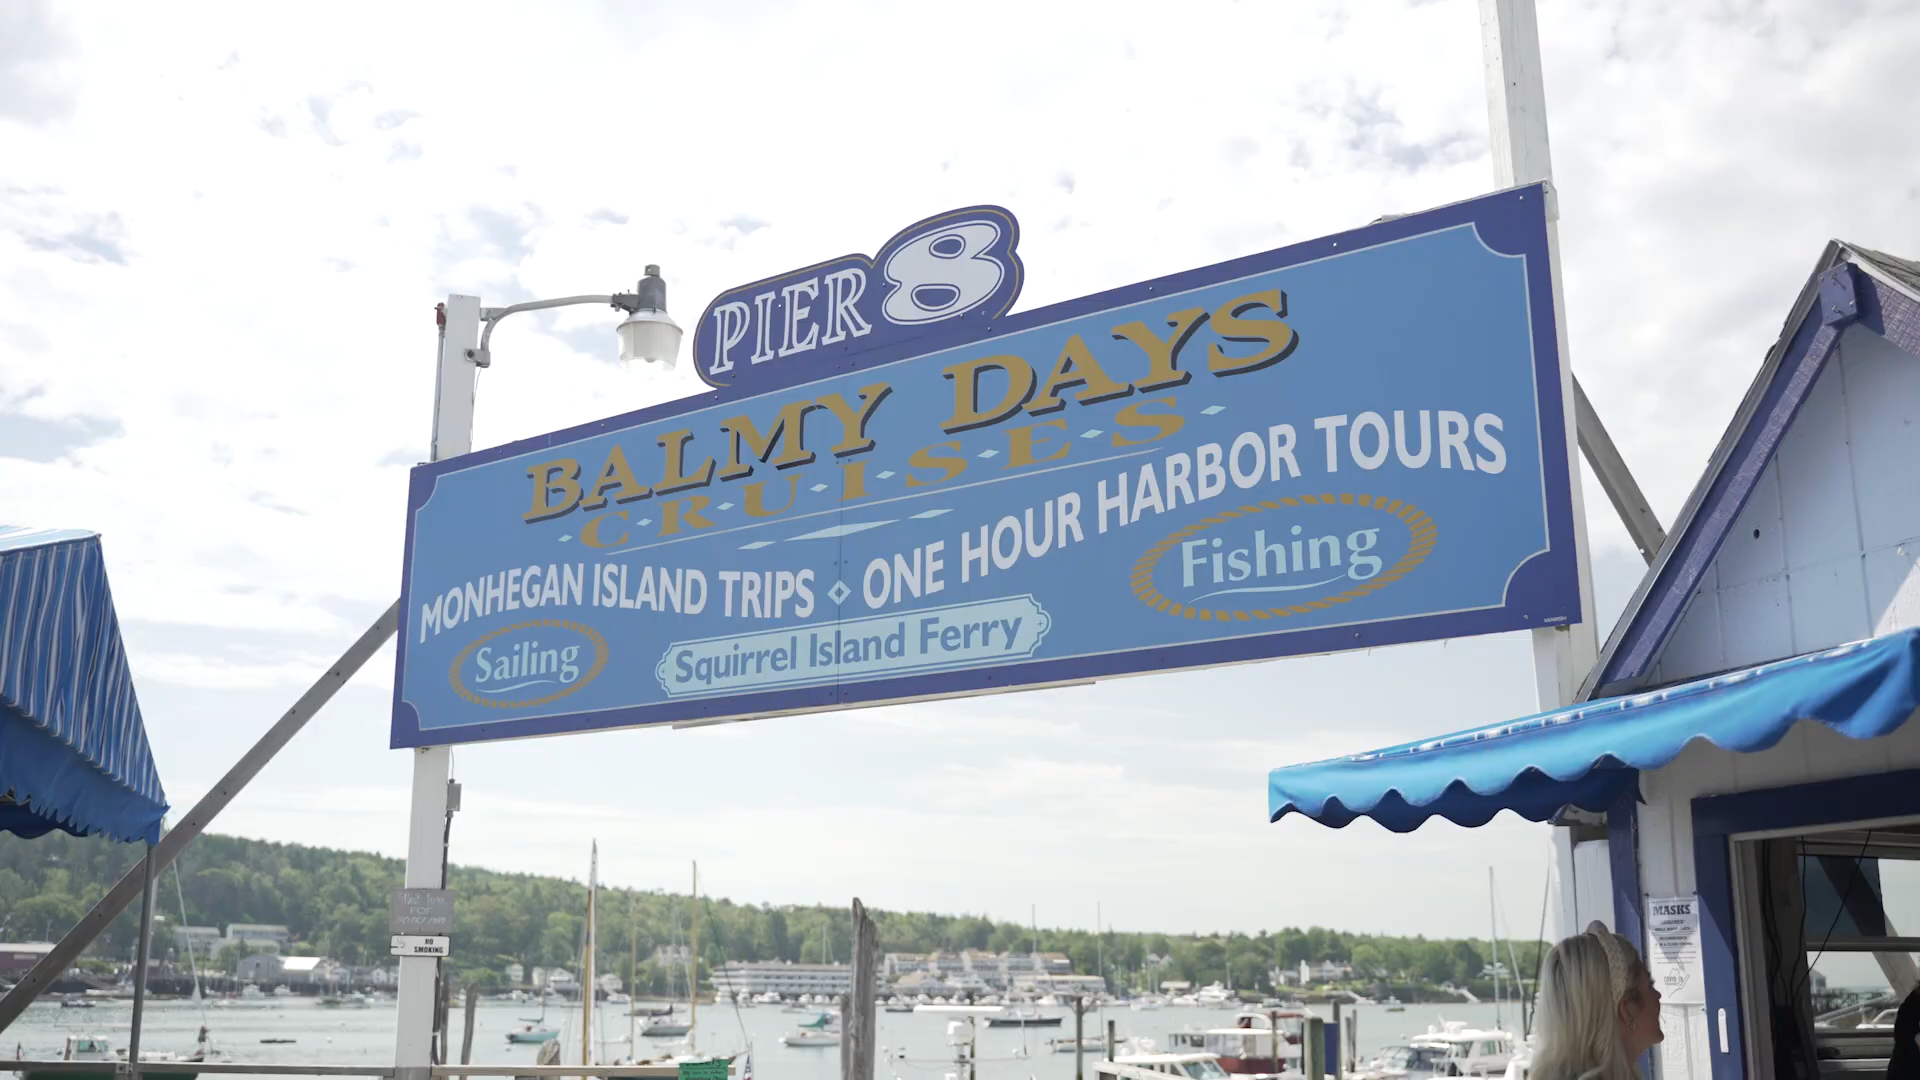 PIER 8
BALMY DAYS
CRUISES
MONHEGAN ISLAND TRIPS ONE HOUR HARBOR TOURS
Sailing
Squirrel Island Ferry
Fishing
NO
SMOKING
MASKS